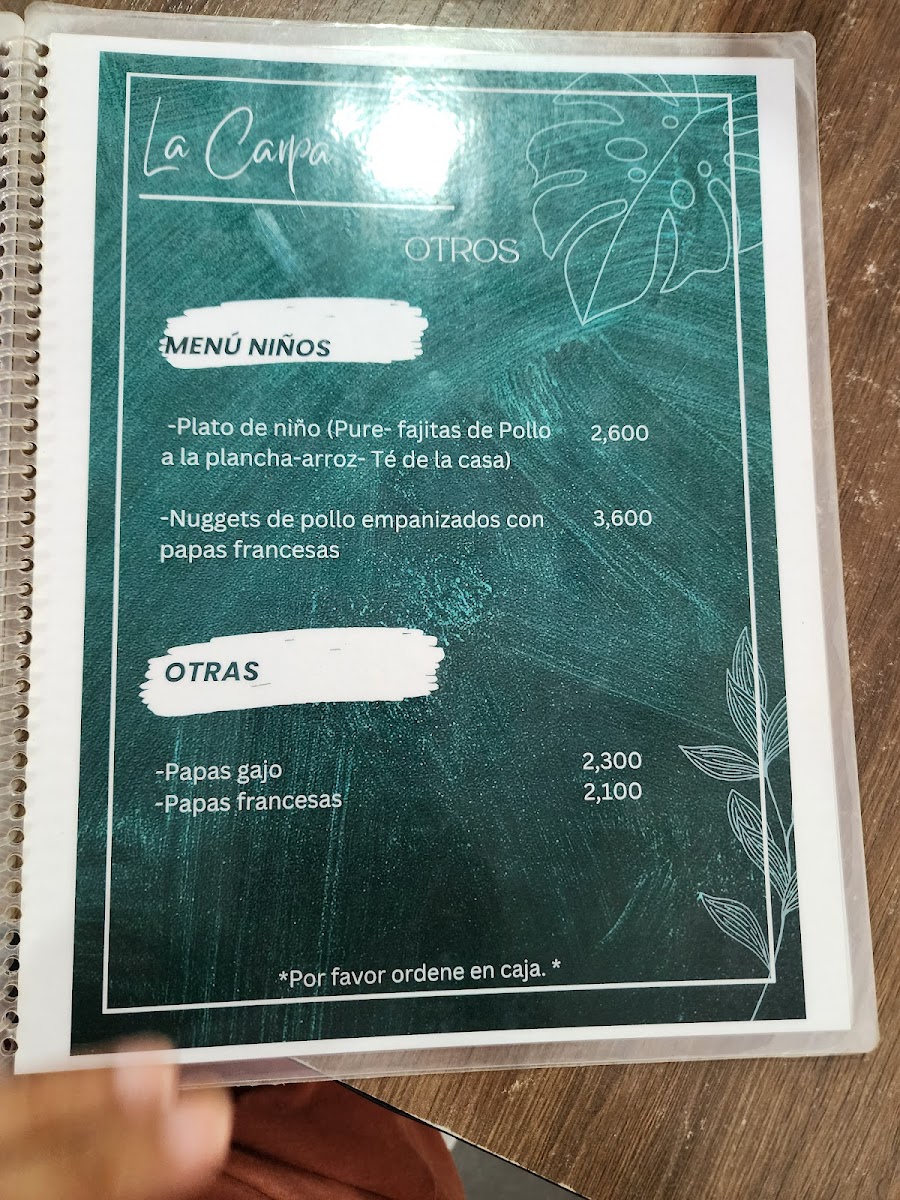 La Carpa
OTROS
MENÚ NIÑOS
-Plato de niño (Pure- fajitas de Pollo 2,600
a la plancha-arroz- Té de la casa)
-Nuggets de pollo empanizados con 3,600
papas francesas
OTRAS
-Papas gajo 2,300
-Papas francesas 2,100
*Por favor ordene en caja. *